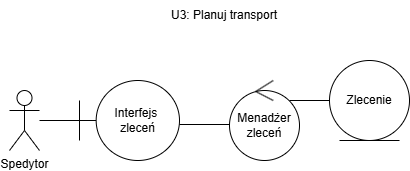 U3: Planuj transport
Interfejs
zleceń
Menadżer
zleceń
Zlecenie
Spedytor